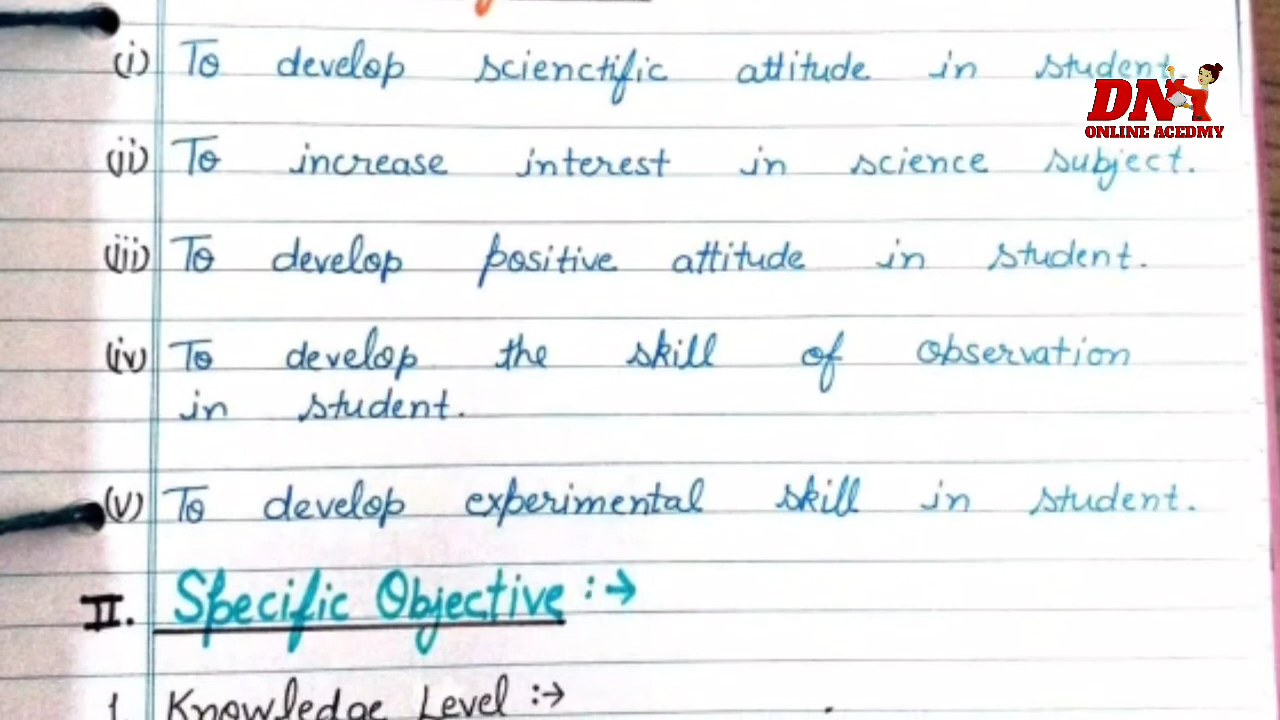 (i) To develop scienctific attitude in student.
DN
ONLINE ACEDMY
(ii) To increase interest in science subject.
(iii) To develop positive attitude in student.
(iv) To develop the skill of observation
in student.
(v) To develop experimental skill in student.
II. Specific Objective :→
1. Knowledge Level :→